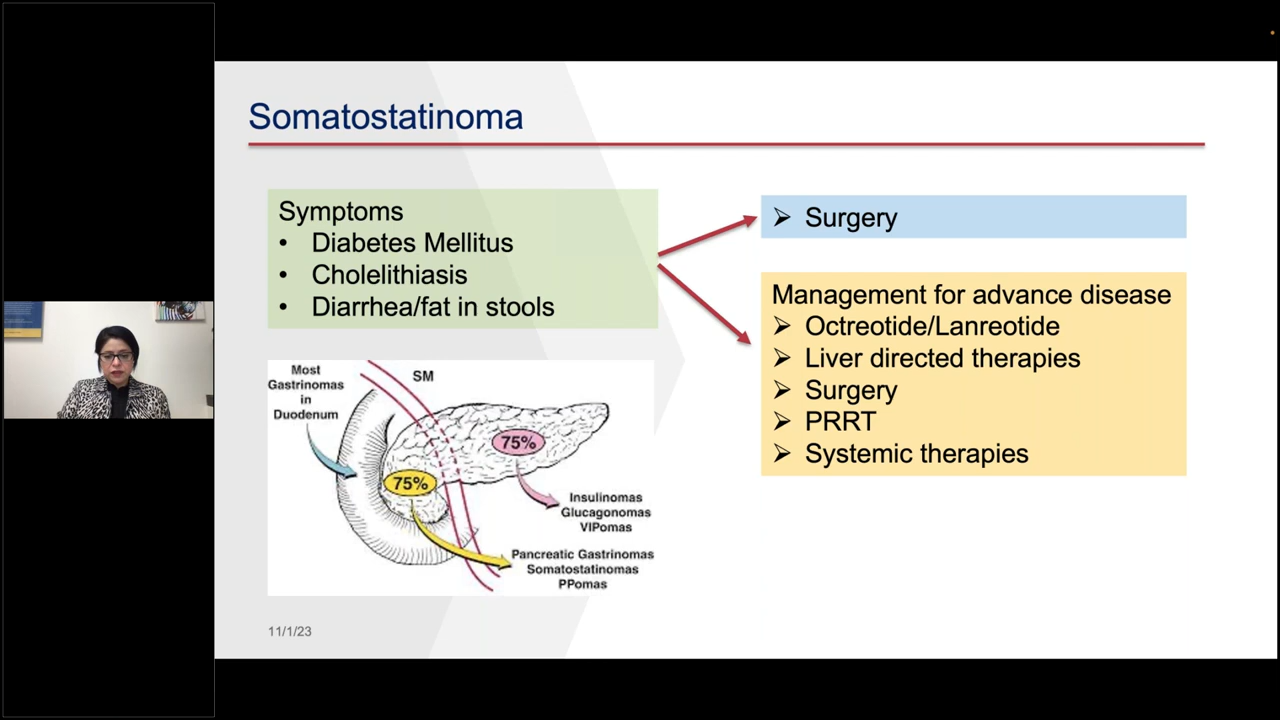 Somatostatinoma
Symptoms
• Diabetes Mellitus
• Cholelithiasis
• Diarrhea/fat in stools
➢ Surgery
Management for advance disease
➢ Octreotide/Lanreotide
➢ Liver directed therapies
➢ Surgery
➢ PRRT
➢ Systemic therapies
Most
Gastrinomas
in
Duodenum
SM
75%
75%
Insulinomas
Glucagonomas
VIPomas
Pancreatic Gastrinomas
Somatostatinomas
PPomas
11/1/23